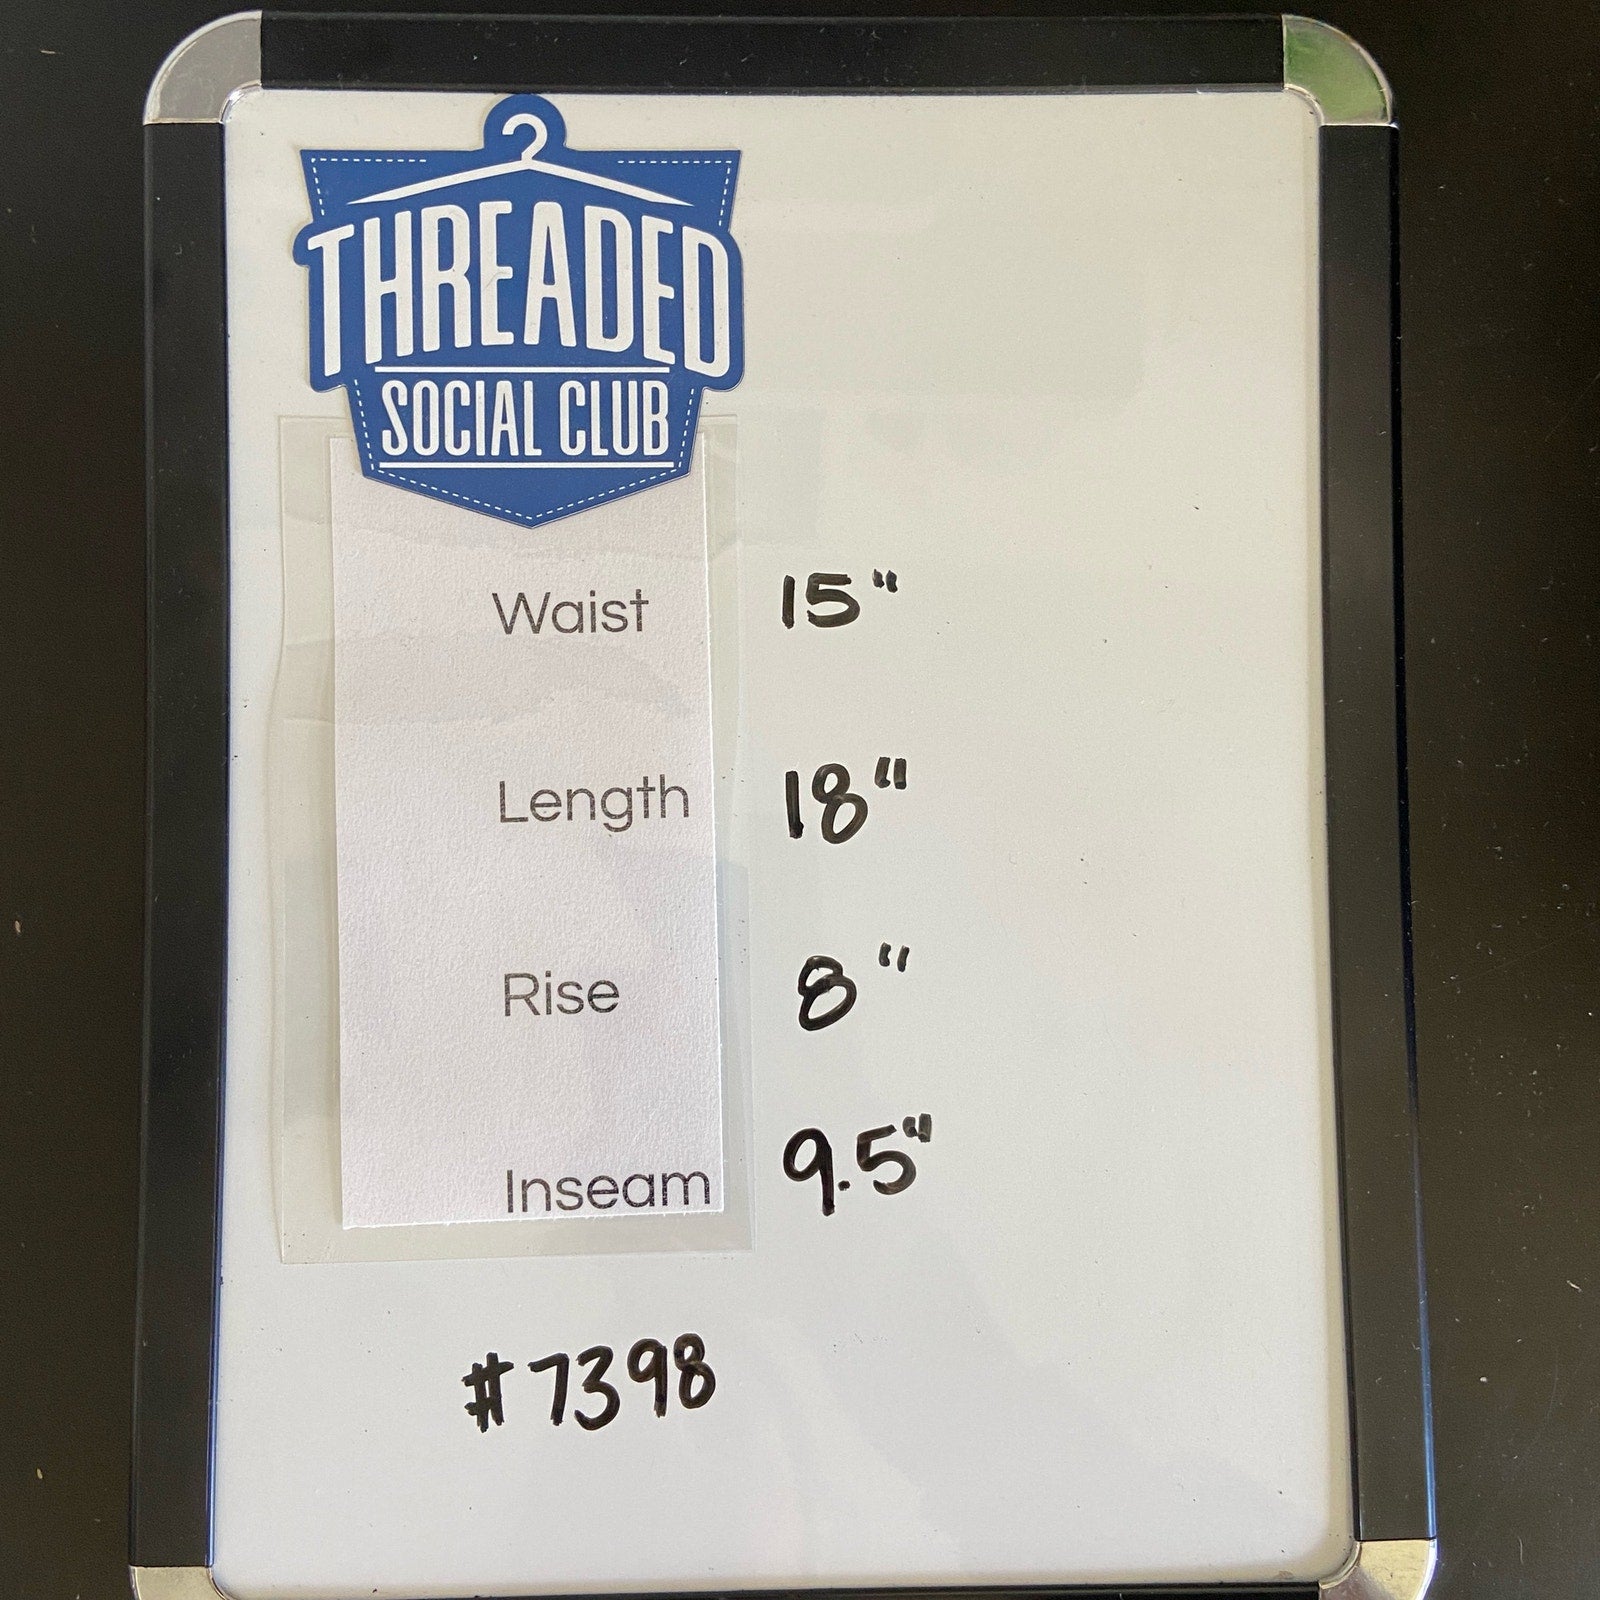 THREADED
SOCIAL CLUB
Waist 15"
Length 18"
Rise 8"
Inseam 9.5"
#7398